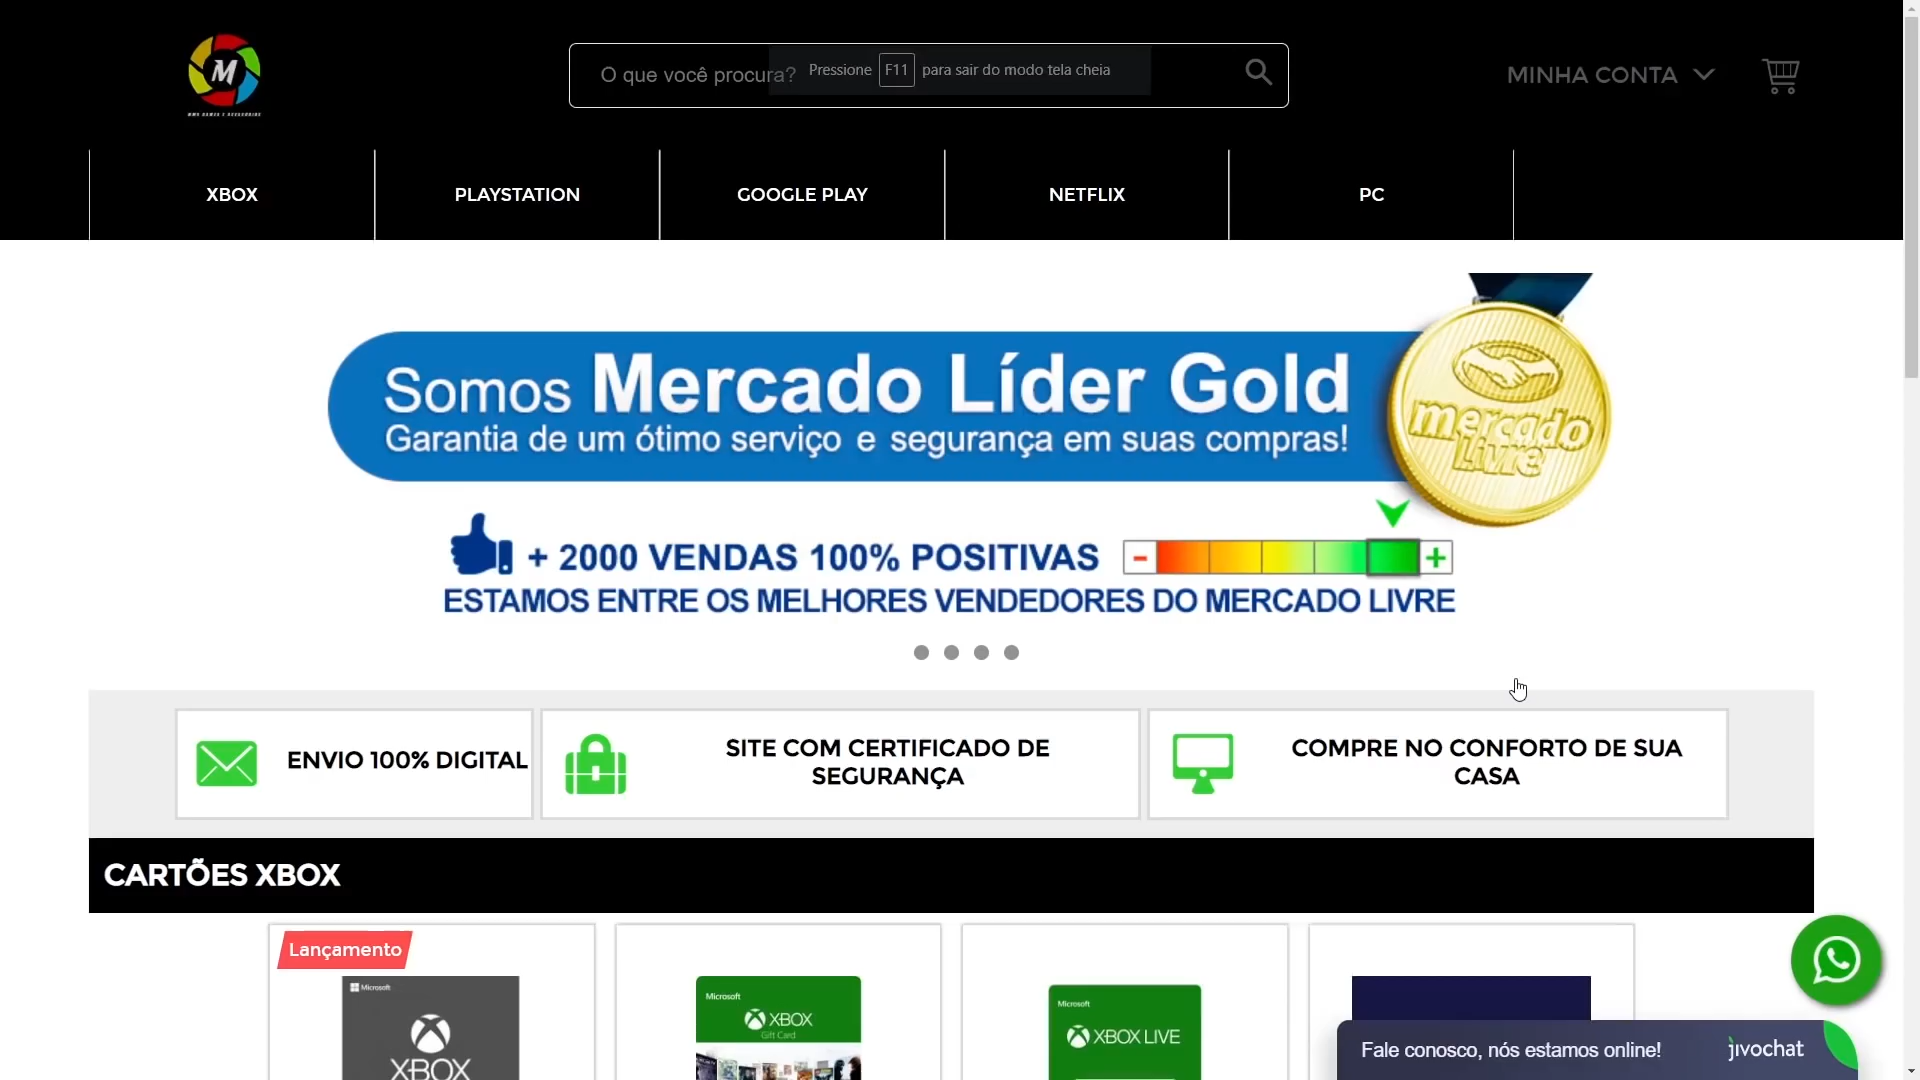 M
MMS GAMES E ACESSÓRIOS
O que você procura?
Pressione F11 para sair do modo tela cheia
MINHA CONTA
XBOX
PLAYSTATION
GOOGLE PLAY
NETFLIX
PC
Somos Mercado Líder Gold
Garantia de um ótimo serviço e segurança em suas compras!
mercado
Livre
+ 2000 VENDAS 100% POSITIVAS
- +
ESTAMOS ENTRE OS MELHORES VENDEDORES DO MERCADO LIVRE
ENVIO 100% DIGITAL
SITE COM CERTIFICADO DE
SEGURANÇA
COMPRE NO CONFORTO DE SUA
CASA
CARTÕES XBOX
Lançamento
Microsoft
XBOX
Microsoft
XBOX
Gift Card
Microsoft
XBOX LIVE
Fale conosco, nós estamos online!
jivochat